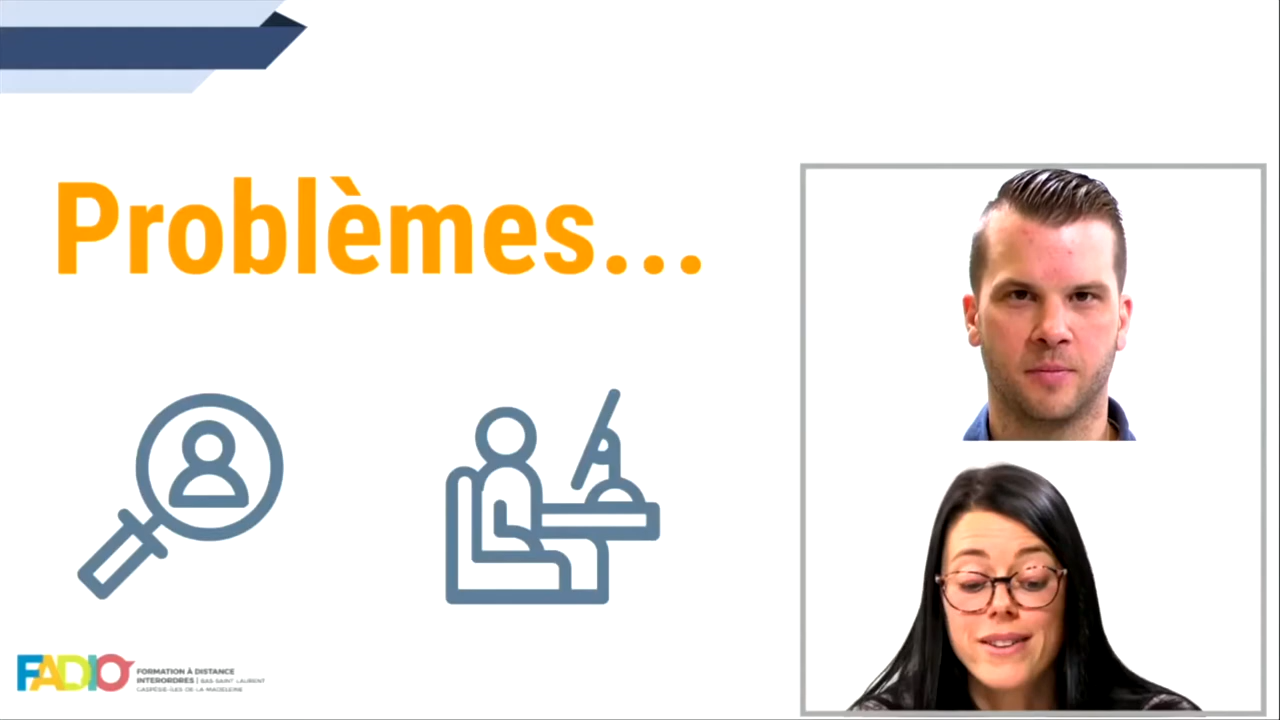 Problèmes...
FADIO
FORMATION À DISTANCE
INTERORDRES | BAS-SAINT-LAURENT
GASPÉSIE-ÎLES-DE-LA-MADELEINE